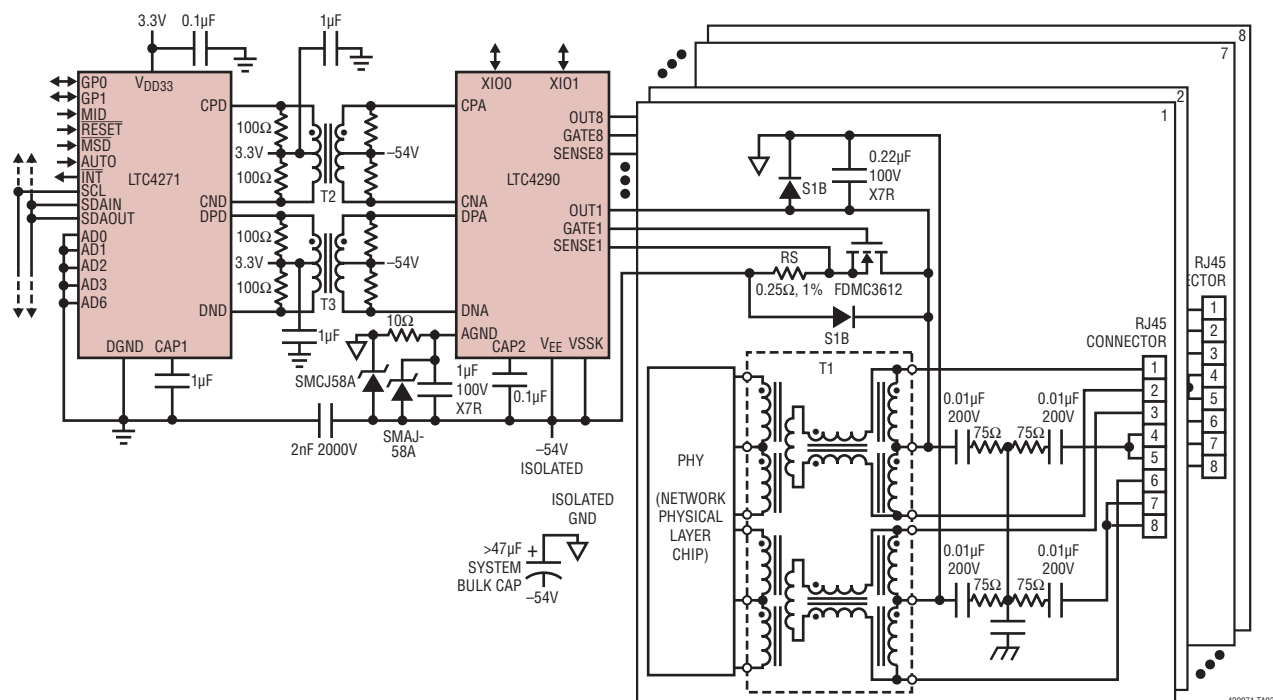 3.3V
0.1µF
1µF
8
7
2
1
GP0
GP1
MID
RESET
MSD
AUTO
INT
SCL
SDAIN
SDAOUT
AD0
AD1
AD2
AD3
AD6
VDD33
LTC4271
CPD
CND
DPD
DND
DGND
CAP1
1µF
100Ω
3.3V
100Ω
T2
–54V
100Ω
3.3V
100Ω
T3
–54V
1µF
XIO0
XIO1
CPA
LTC4290
CNA
DPA
DNA
AGND
CAP2
VEE
VSSK
OUT8
GATE8
SENSE8
OUT1
GATE1
SENSE1
10Ω
SMCJ58A
SMAJ-
58A
1µF
100V
X7R
0.1µF
2nF 2000V
–54V
ISOLATED
ISOLATED
GND
>47µF
+
SYSTEM
BULK CAP
–54V
S1B
0.22µF
100V
X7R
RS
0.25Ω, 1%
FDMC3612
S1B
T1
PHY
(NETWORK
PHYSICAL
LAYER
CHIP)
0.01µF
200V
0.01µF
200V
75Ω
75Ω
0.01µF
200V
0.01µF
200V
75Ω
75Ω
RJ45
CONNECTOR
1
2
3
4
5
6
7
8
RJ45
ECTOR
1
2
3
4
5
6
7
8